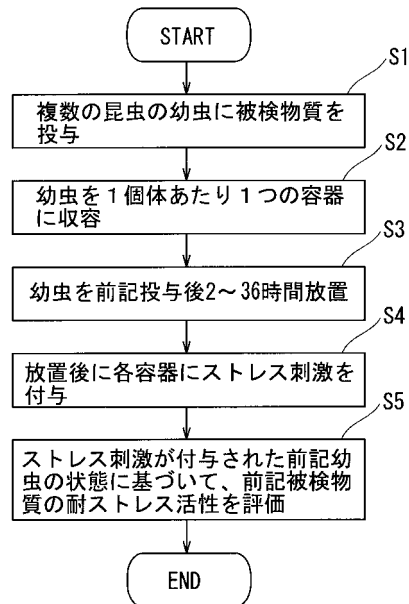 START
S1
複数の昆虫の幼虫に被検物質を
投与
S2
幼虫を1個体あたり1つの容器
に収容
S3
幼虫を前記投与後2～36時間放置
S4
放置後に各容器にストレス刺激を
付与
S5
ストレス刺激が付与された前記幼
虫の状態に基づいて、前記被検物
質の耐ストレス活性を評価
END